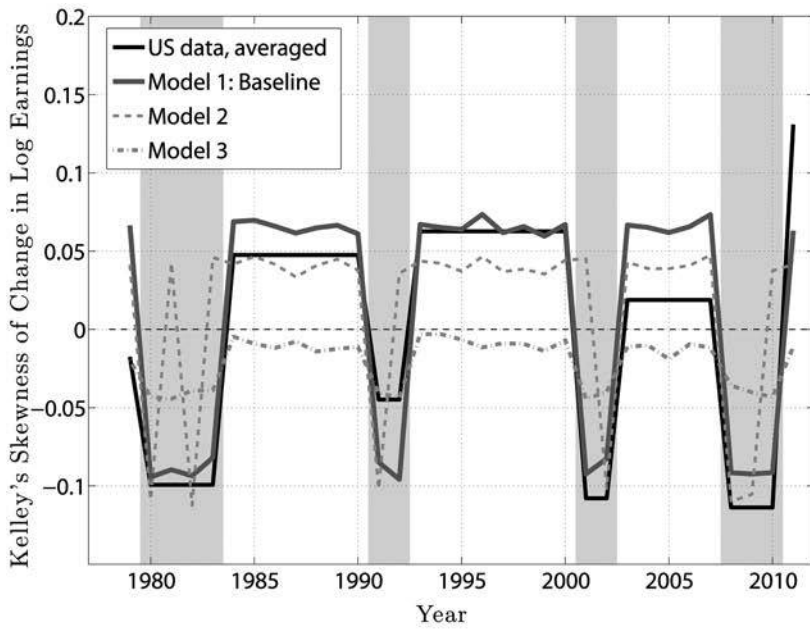 Kelley's Skewness of Change in Log Earnings
0.2
0.15
0.1
0.05
0
−0.05
−0.1
US data, averaged
Model 1: Baseline
Model 2
Model 3
1980
1985
1990
1995
2000
2005
2010
Year